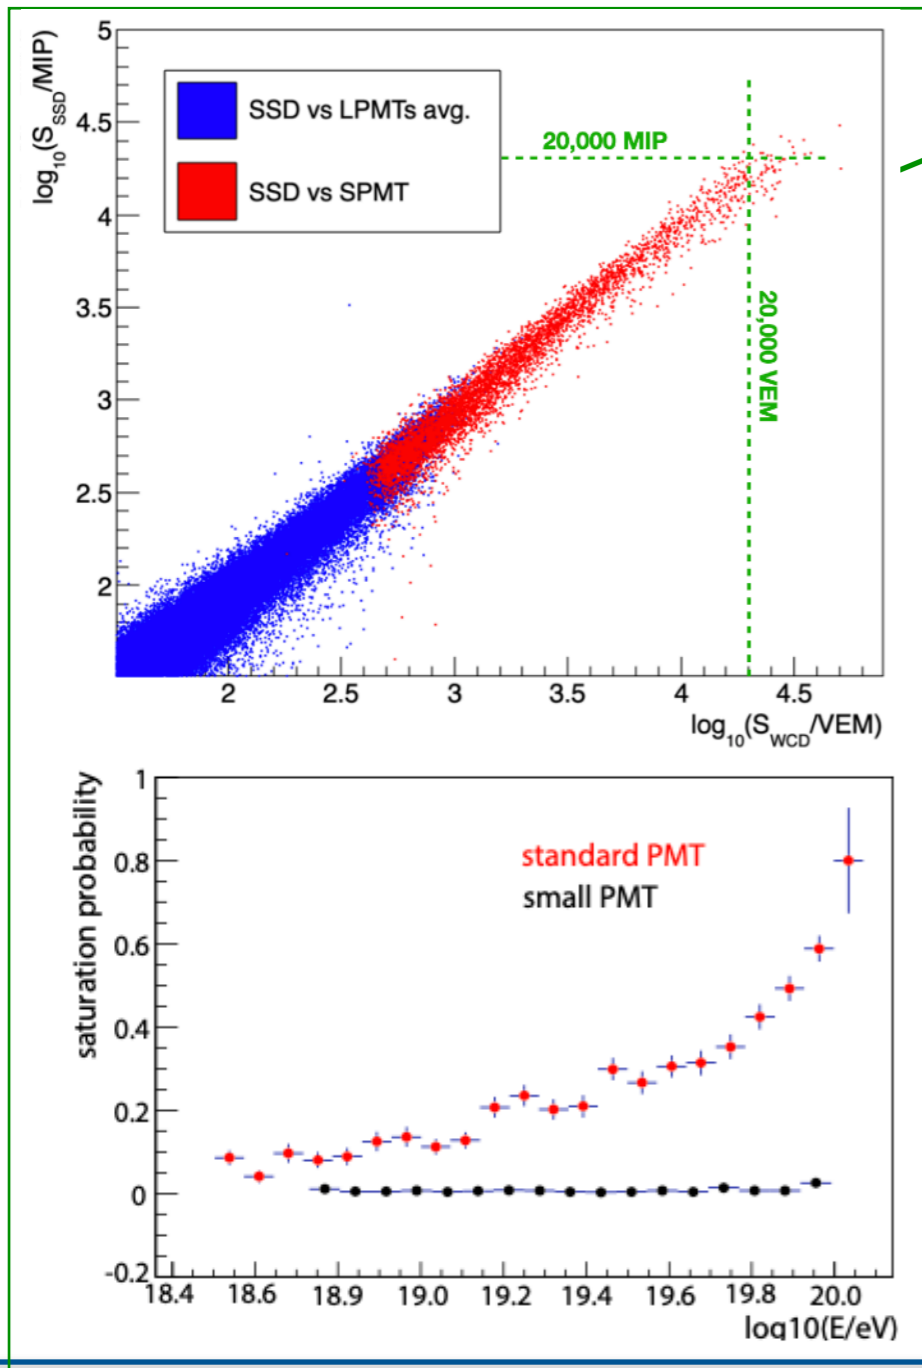 log10(SSSD/MIP)
5
4.5
4
3.5
3
2.5
2
SSD vs LPMTs avg.
SSD vs SPMT
20,000 MIP
20,000 VEM
2 2.5 3 3.5 4 4.5
log10(SWCD/VEM)
saturation probability
1
0.8
0.6
0.4
0.2
0
-0.2
standard PMT
small PMT
18.4 18.6 18.9 19.0 19.2 19.4 19.6 19.8 20.0
log10(E/eV)